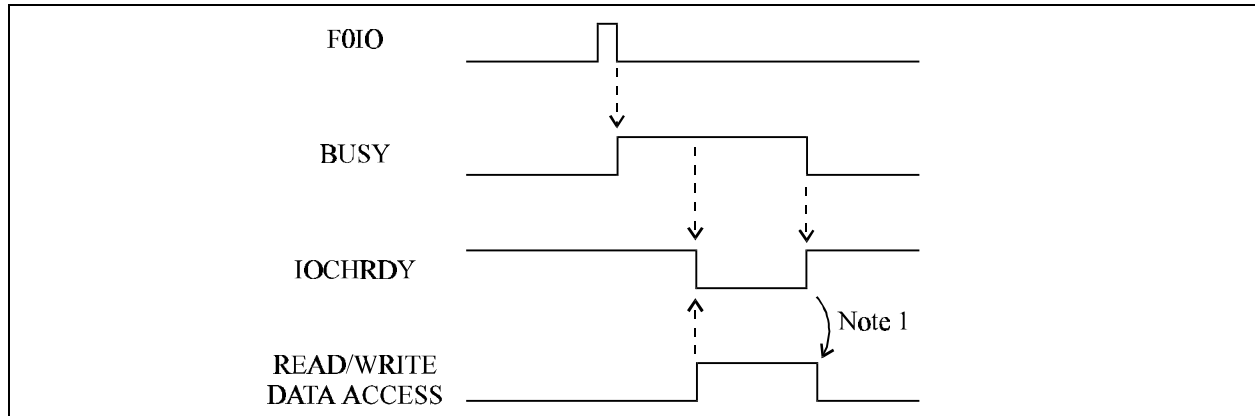 F0IO
BUSY
IOCHRDY
Note 1
READ/WRITE
DATA ACCESS